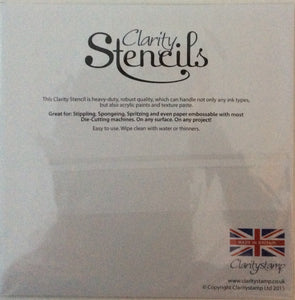 Clarity
Stencils
This Clarity Stencil is heavy-duty, robust quality, which can handle not only any ink types,
but also acrylic paints and texture paste.
Great for: Stippling, Spongeing, Spritzing and even paper embossable with most
Die-Cutting machines. On any surface. On any project!
Easy to use. Wipe clean with water or thinners.
MADE IN BRITAIN
Claritystamp
www.claritystamp.co.uk
© Copyright Claritystamp Ltd 2015